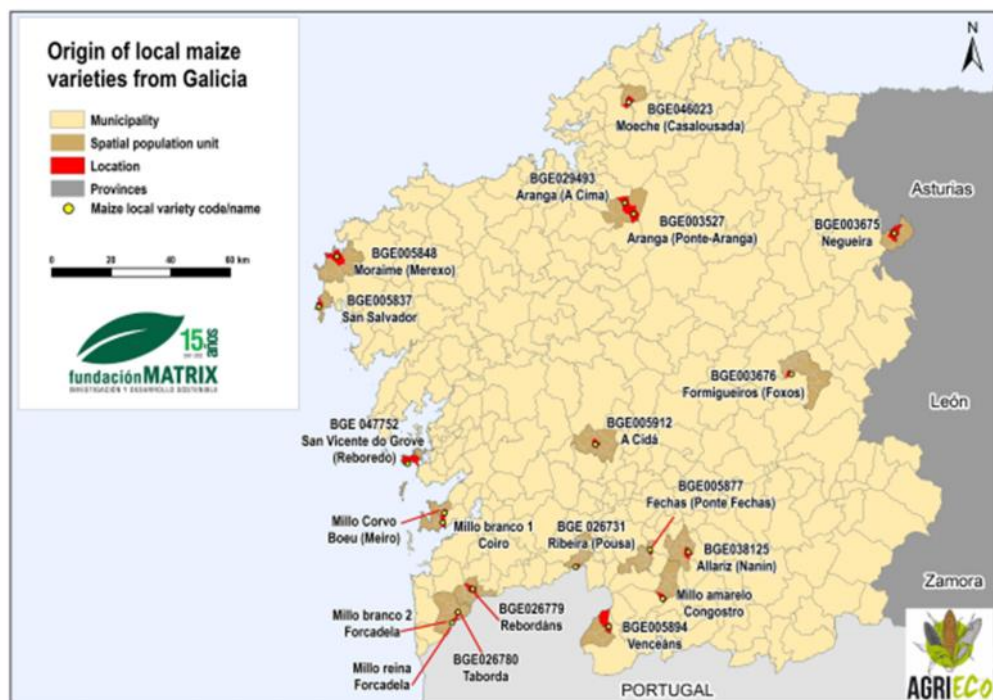 Origin of local maize
varieties from Galicia
Municipality
Spatial population unit
Location
Provinces
Maize local variety code/name
0 20 40 60 km
15 años
fundaciónMATRIX
INVESTIGACIÓN Y DESARROLLO SOSTENIBLE
N
BGE046023
Moeche (Casalousada)
BGE029493
Aranga (A Cima)
BGE003527
Aranga (Ponte-Aranga)
Asturias
BGE003675
Negueira
BGE005848
Moraime (Merexo)
BGE005837
San Salvador
BGE003676
Formigueiros (Foxos)
León
BGE 047752
San Vicente do Grove
(Reboredo)
BGE005912
A Cidá
BGE005877
Fechas (Ponte Fechas)
Millo Corvo
Boeu (Meiro)
Millo branco 1
Coiro
BGE 026731
Ribeira (Pousa)
BGE038125
Allariz (Nanín)
Zamora
Millo amarelo
Congostro
BGE026779
Rebordáns
Millo branco 2
Forcadela
BGE005894
Venceáns
Millo reina
Forcadela
BGE026780
Taborda
PORTUGAL
AGRIECO